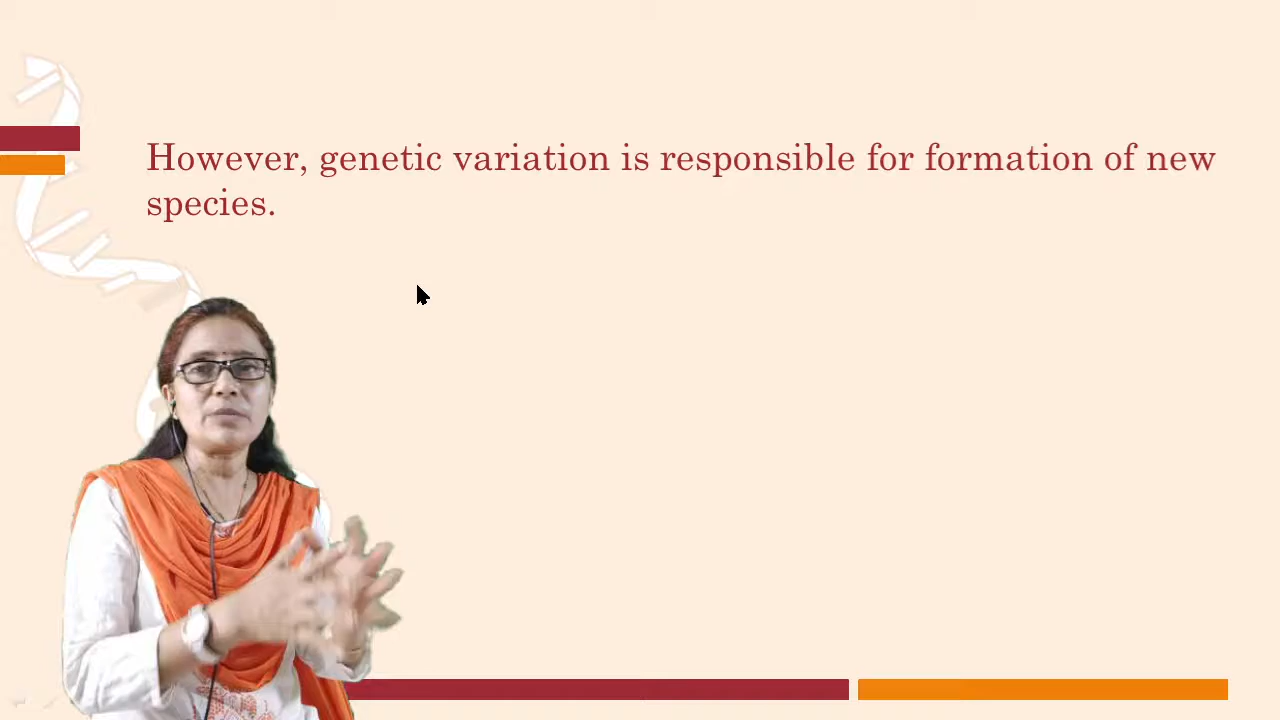 However, genetic variation is responsible for formation of new
species.